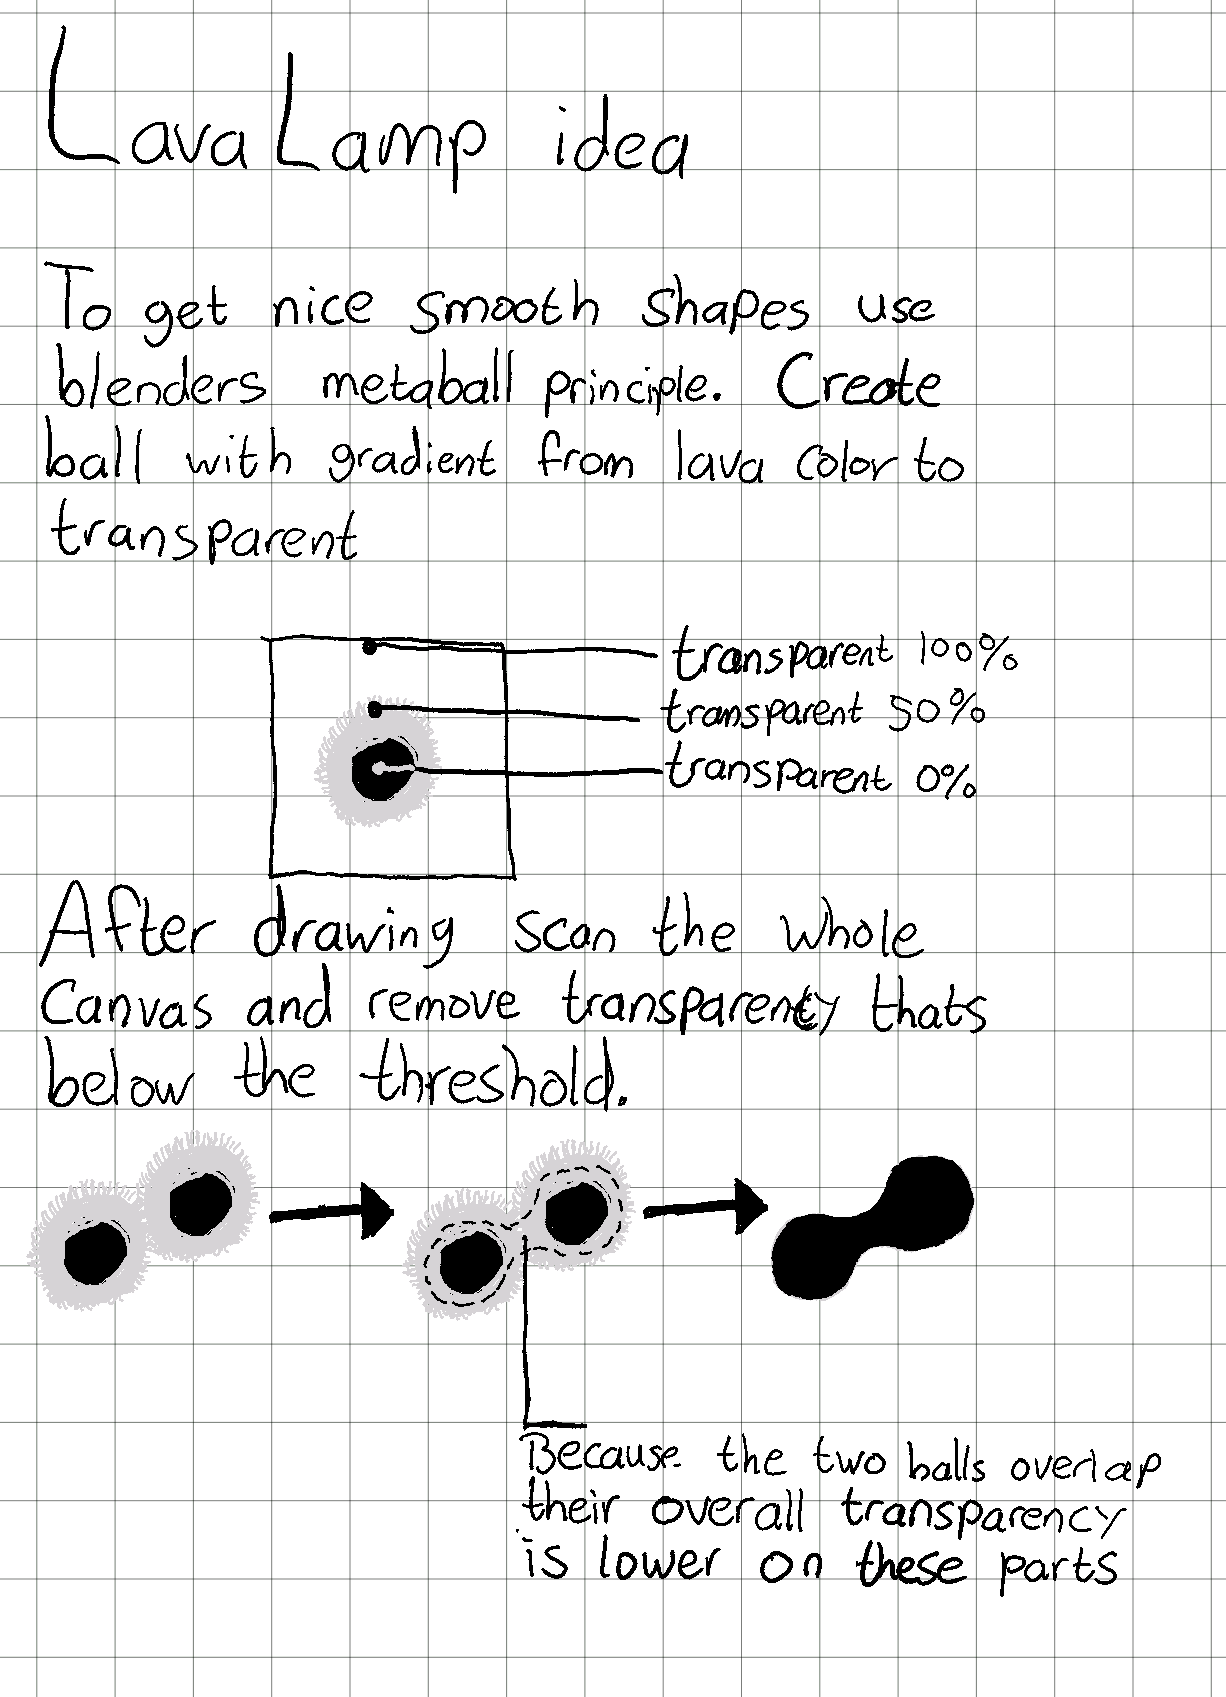 Lava Lamp idea
To get nice smooth shapes use
blenders metaball principle. Create
ball with gradient from lava color to
transparent
transparent 100%
transparent 50%
transparent 0%
After drawing scan the whole
Canvas and remove transparency thats
below the threshold.
Because the two balls overlap
their overall transparency
is lower on these parts